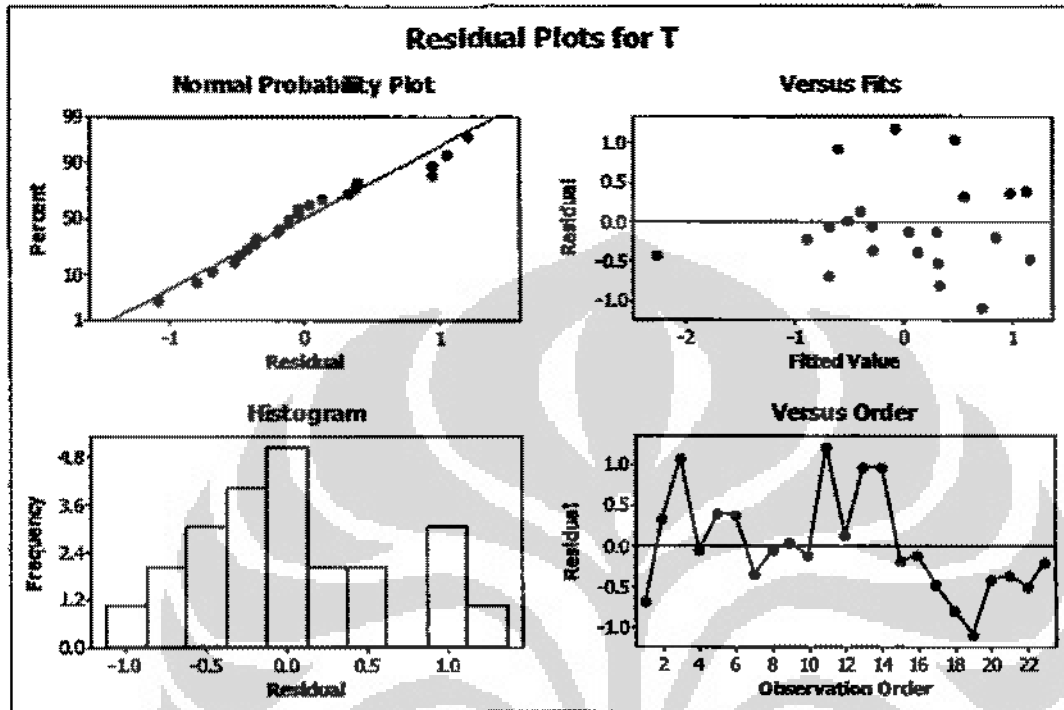 Residual Plots for T
Normal Probability Plot
99
90
50
10
1
Percent
-1 0 1
Residual
Versus Fits
1.0
0.5
0.0
-0.5
-1.0
Residual
-2 -1 0 1
Fitted Value
Histogram
4.8
3.6
2.4
1.2
0.0
Frequency
-1.0 -0.5 0.0 0.5 1.0
Residual
Versus Order
1.0
0.5
0.0
-0.5
-1.0
Residual
2 4 6 8 10 12 14 16 18 20 22
Observation Order